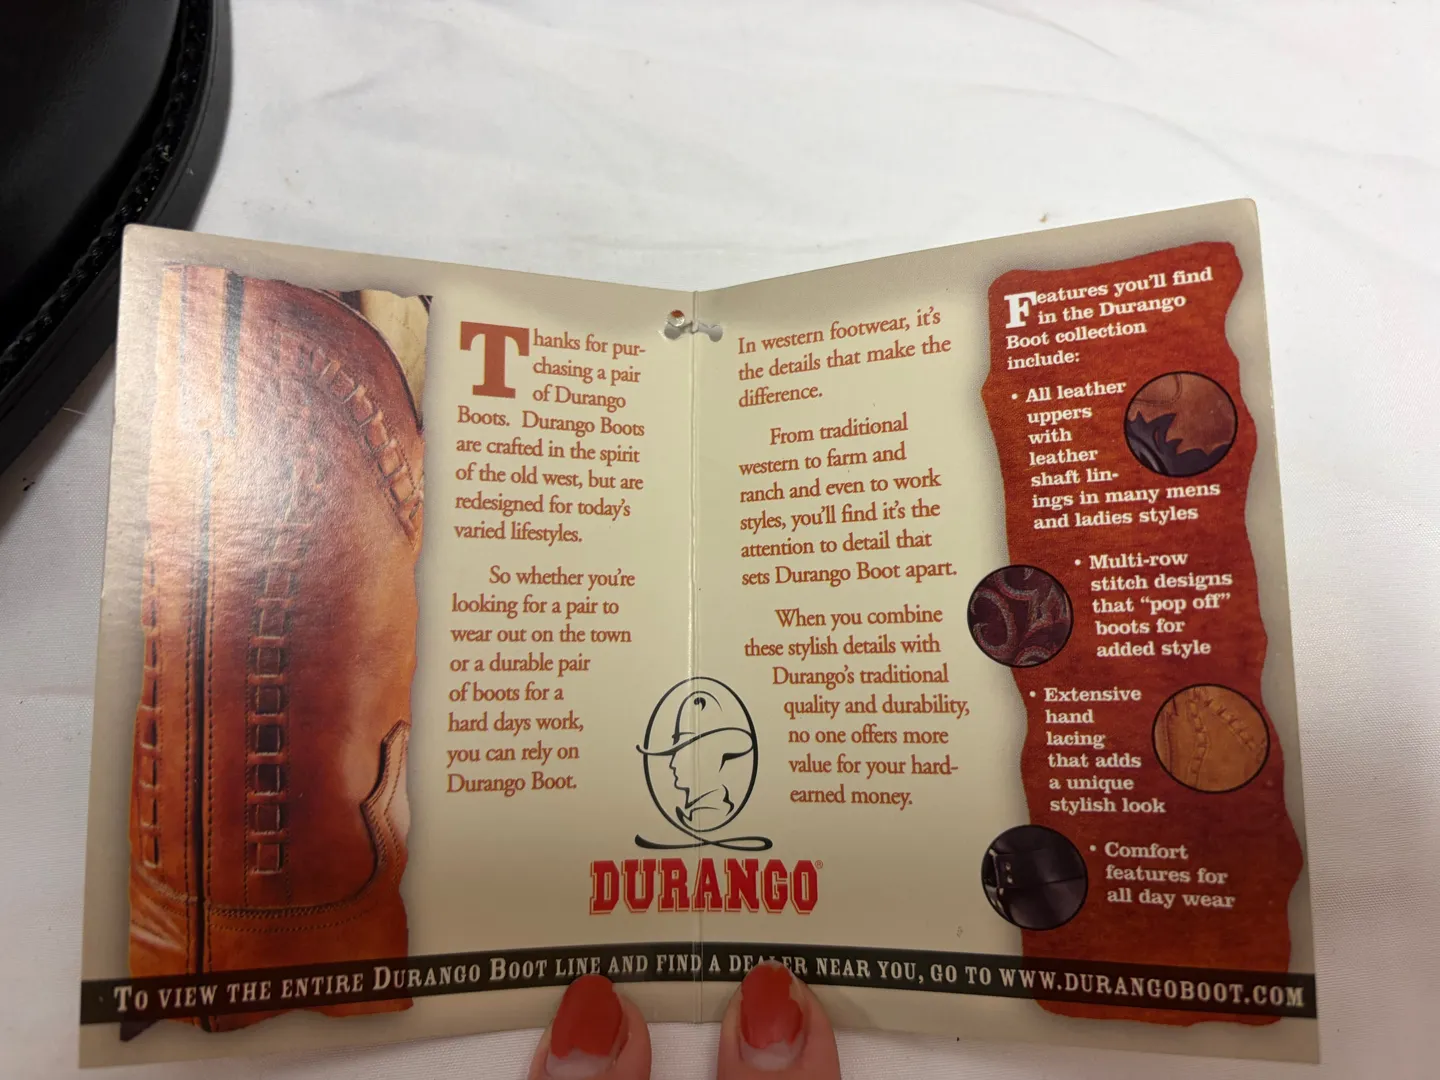 Thanks for pur-
chasing a pair
of Durango
Boots. Durango Boots
are crafted in the spirit
of the old west, but are
redesigned for today's
varied lifestyles.
So whether you're
looking for a pair to
wear out on the town
or a durable pair
of boots for a
hard days work,
you can rely on
Durango Boot.
In western footwear, it's
the details that make the
difference.
From traditional
western to farm and
ranch and even to work
styles, you'll find it's the
attention to detail that
sets Durango Boot apart.
When you combine
these stylish details with
Durango's traditional
quality and durability,
no one offers more
value for your hard-
earned money.
DURANGO®
Features you'll find
in the Durango
Boot collection
include:
• All leather
uppers
with
leather
shaft lin-
ings in many mens
and ladies styles
• Multi-row
stitch designs
that "pop off"
boots for
added style
• Extensive
hand
lacing
that adds
a unique
stylish look
• Comfort
features for
all day wear
TO VIEW THE ENTIRE DURANGO BOOT LINE AND FIND A DEALER NEAR YOU, GO TO WWW.DURANGOBOOT.COM